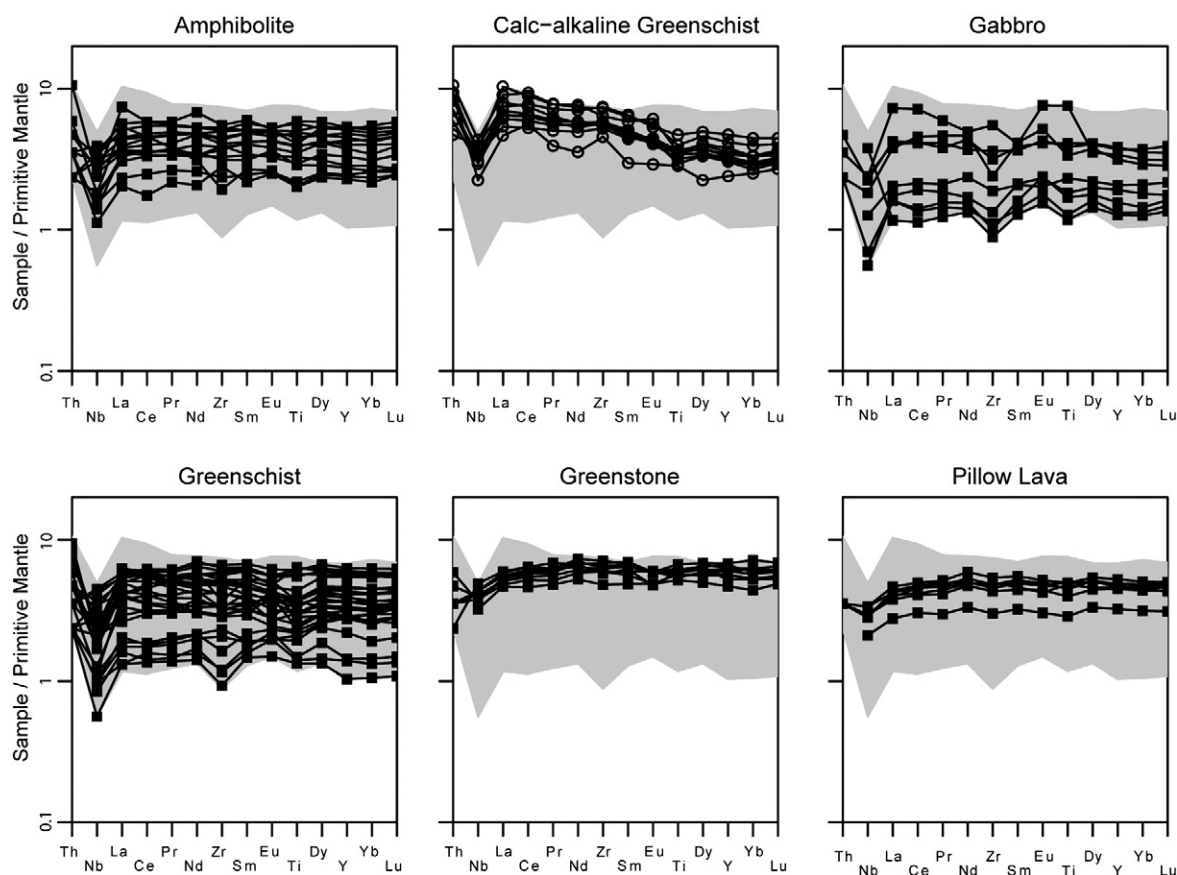 Amphibolite
Calc−alkaline Greenschist
Gabbro
Sample / Primitive Mantle
10
1
0.1
Th Nb La Ce Pr Nd Zr Sm Eu Ti Dy Y Yb Lu
Th Nb La Ce Pr Nd Zr Sm Eu Ti Dy Y Yb Lu
Th Nb La Ce Pr Nd Zr Sm Eu Ti Dy Y Yb Lu
Greenschist
Greenstone
Pillow Lava
Sample / Primitive Mantle
10
1
0.1
Th Nb La Ce Pr Nd Zr Sm Eu Ti Dy Y Yb Lu
Th Nb La Ce Pr Nd Zr Sm Eu Ti Dy Y Yb Lu
Th Nb La Ce Pr Nd Zr Sm Eu Ti Dy Y Yb Lu